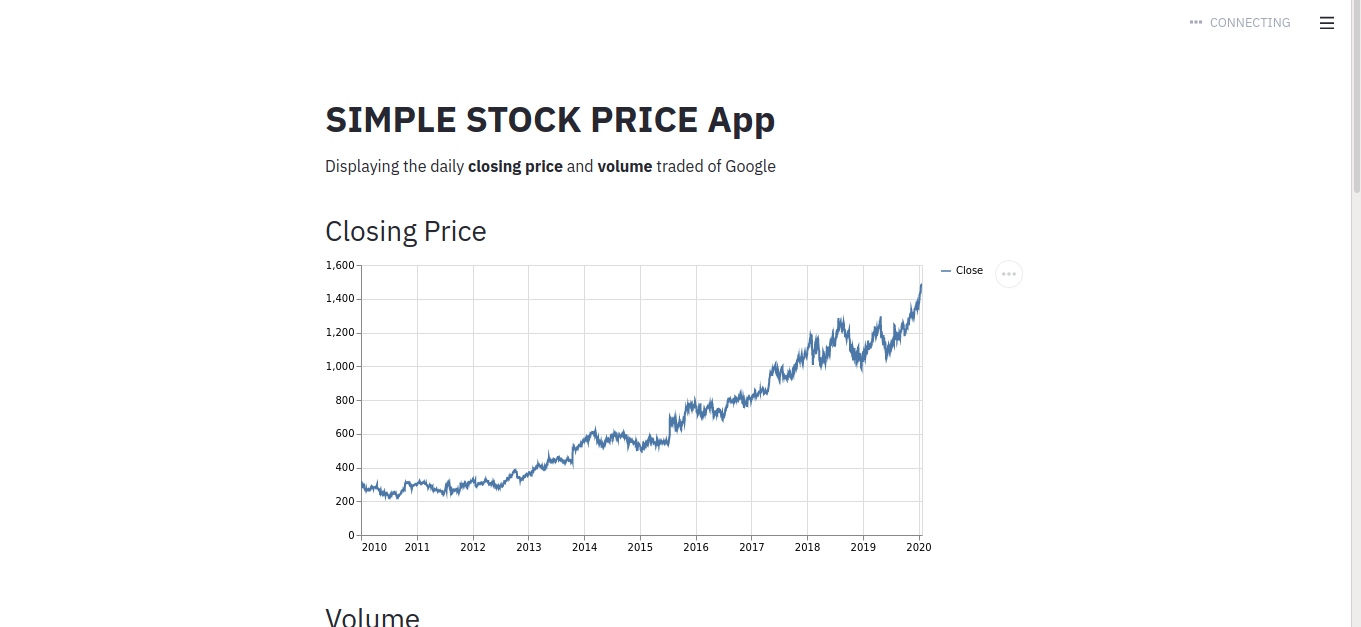 CONNECTING
SIMPLE STOCK PRICE App
Displaying the daily closing price and volume traded of Google
Closing Price
1,600
Close
1,400
1,200
1,000
800
600
400
200
0
2010 2011 2012 2013 2014 2015 2016 2017 2018 2019 2020
Volume